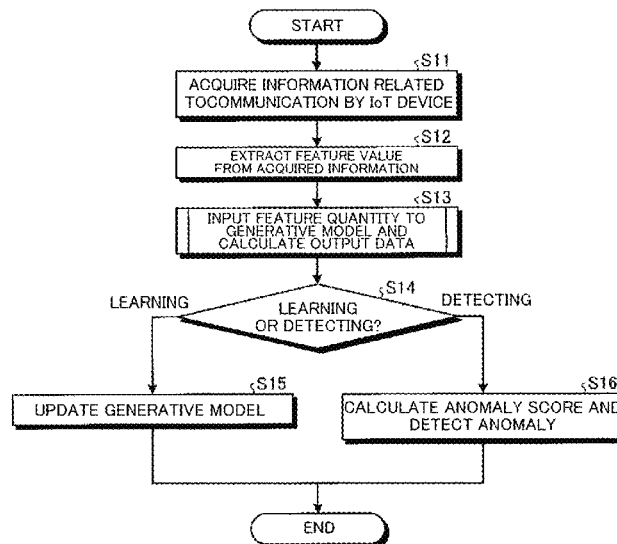 START
S11
ACQUIRE INFORMATION RELATED
TOCOMMUNICATION BY IoT DEVICE
S12
EXTRACT FEATURE VALUE
FROM ACQUIRED INFORMATION
S13
INPUT FEATURE QUANTITY TO
GENERATIVE MODEL AND
CALCULATE OUTPUT DATA
S14
LEARNING
DETECTING
LEARNING
OR DETECTING?
S15
UPDATE GENERATIVE MODEL
S16
CALCULATE ANOMALY SCORE AND
DETECT ANOMALY
END